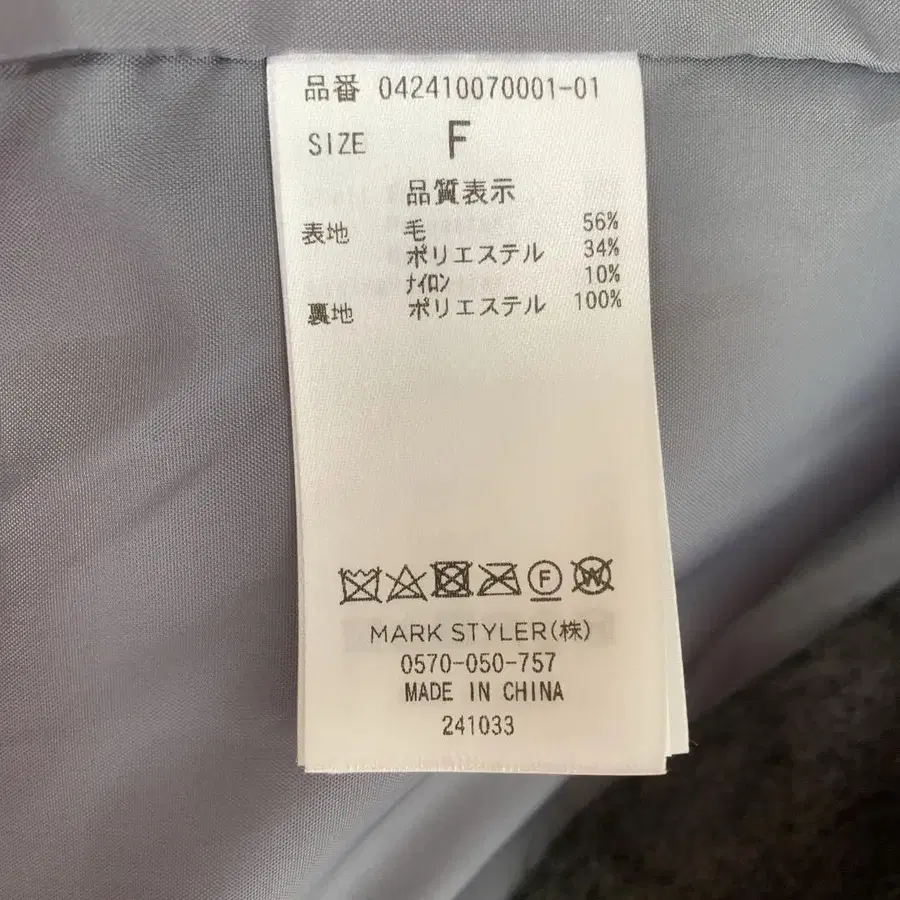 品番 042410070001-01
SIZE F
品質表示
表地 毛 56%
ポリエステル 34%
ナイロン 10%
裏地 ポリエステル 100%
F W
MARK STYLER(株)
0570-050-757
MADE IN CHINA
241033